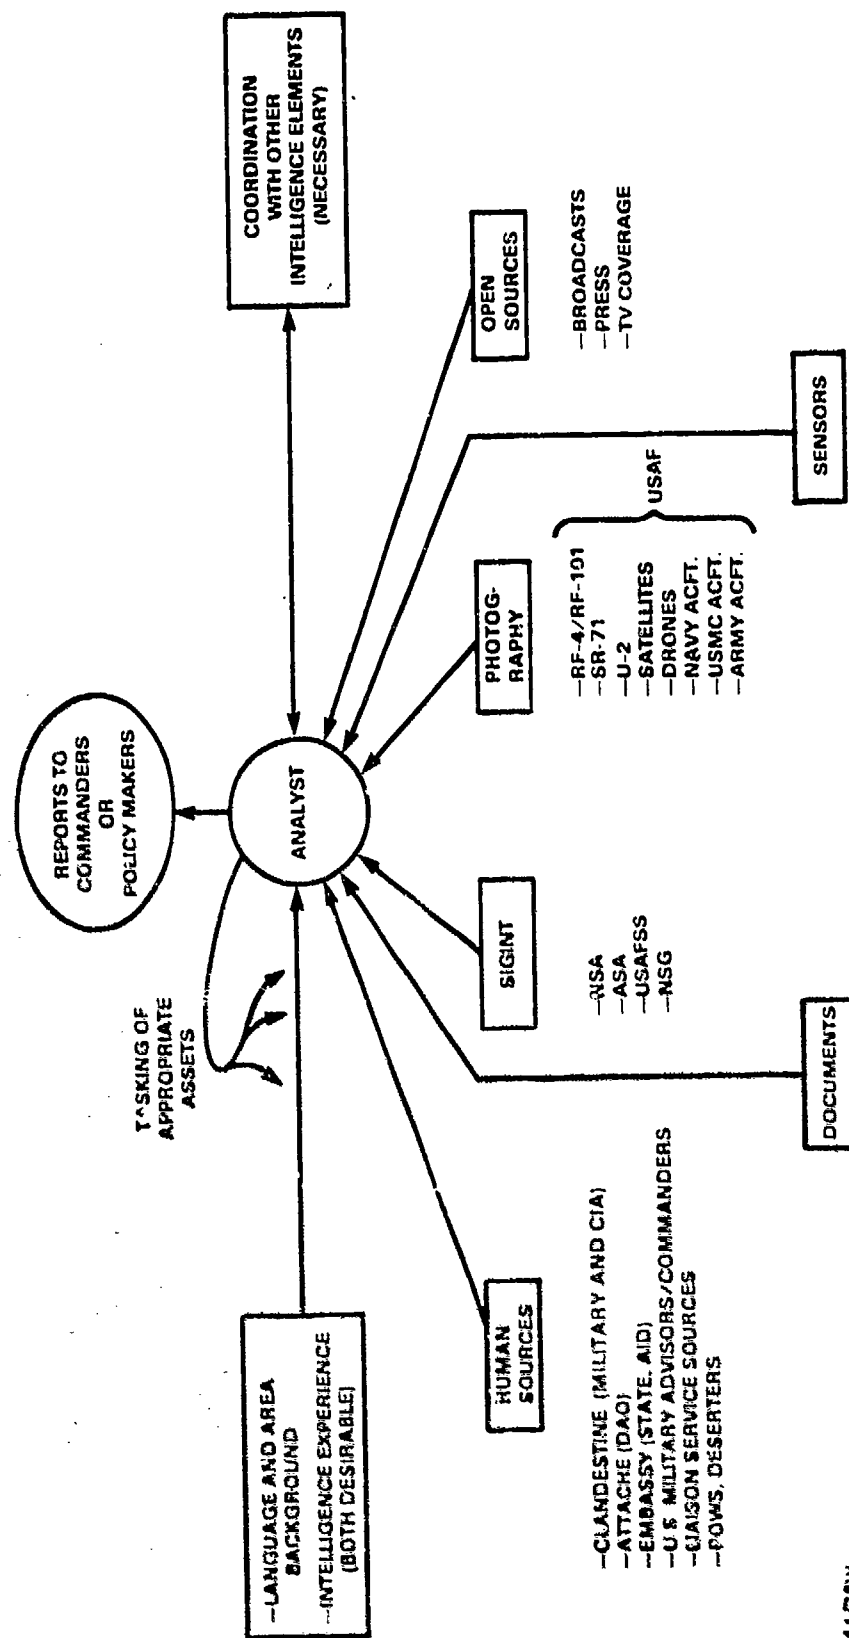 REPORTS TO
COMMANDERS
OR
POLICY MAKERS
T^SKING OF
APPROPRIATE
ASSETS
—LANGUAGE AND AREA
BACKGROUND
—INTELLIGENCE EXPERIENCE
(BOTH DESIRABLE)
ANALYST
COORDINATION
WITH OTHER
INTELLIGENCE ELEMENTS
(NECESSARY)
HUMAN
SOURCES
—CLANDESTINE (MILITARY AND CIA)
—ATTACHE (DAO)
—EMBASSY (STATE, AID)
—U.S. MILITARY ADVISORS/COMMANDERS
—LIAISON SERVICE SOURCES
—POWS, DESERTERS
DOCUMENTS
SIGINT
—NSA
—ASA
—USAFSS
—NSG
PHOTOG-
RAPHY
—RF-4/RF-101
—SR-71
—U-2
—SATELLITES
—DRONES
—NAVY ACFT.
—USMC ACFT.
—ARMY ACFT.
USAF
SENSORS
OPEN
SOURCES
—BROADCASTS
—PRESS
—TV COVERAGE